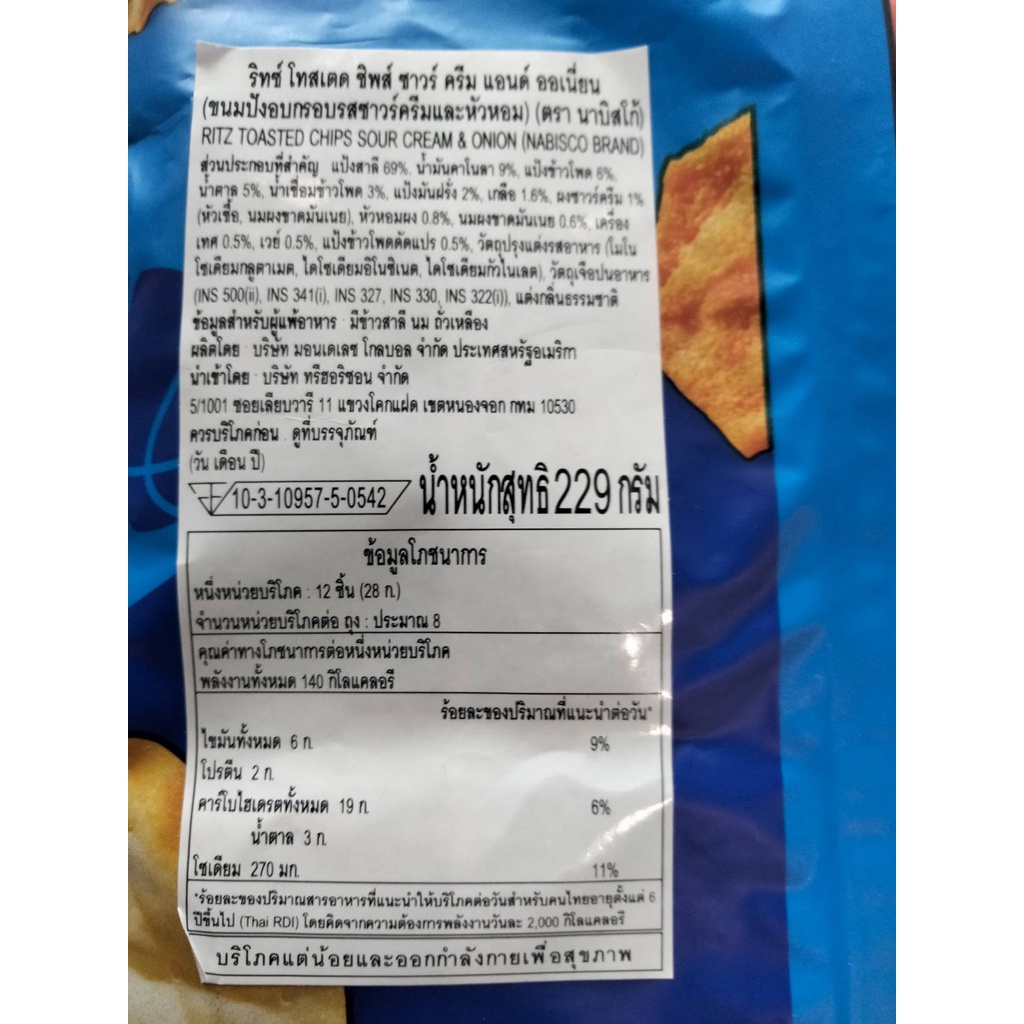 ริทซ์ โทสเตด ชิพส์ ซาวร์ ครีม แอนด์ ออเนี่ยน
(ขนมปังอบกรอบรสซาวร์ครีมและหัวหอม) (ตรา นาบิสโก้)
RITZ TOASTED CHIPS SOUR CREAM & ONION (NABISCO BRAND)
ส่วนประกอบที่สำคัญ แป้งสาลี 69%, น้ำมันคาโนลา 9%, แป้งข้าวโพด 6%,
น้ำตาล 5%, น้ำเชื่อมข้าวโพด 3%, แป้งมันฝรั่ง 2%, เกลือ 1.6%, ผงซาวร์ครีม 1%
(หัวเชื้อ, นมผงขาดมันเนย), หัวหอมผง 0.8%, นมผงขาดมันเนย 0.6%, เครื่อง
เทศ 0.5%, เวย์ 0.5%, แป้งข้าวโพดดัดแปร 0.5%, วัตถุปรุงแต่งรสอาหาร (โมโน
โซเดียมกลูตาเมต, ไดโซเดียมอิโนซิเนต, ไดโซเดียมกัวไนเลต), วัตถุเจือปนอาหาร
(INS 500(ii), INS 341(i), INS 327, INS 330, INS 322(i)), แต่งกลิ่นธรรมชาติ
ข้อมูลสำหรับผู้แพ้อาหาร : มีข้าวสาลี นม ถั่วเหลือง
ผลิตโดย : บริษัท มอนเดเลซ โกลบอล จำกัด ประเทศสหรัฐอเมริกา
นำเข้าโดย : บริษัท ทรีฮอริซอน จำกัด
5/1001 ซอยเลียบวารี 11 แขวงโคกแฝด เขตหนองจอก กทม 10530
ควรบริโภคก่อน : ดูที่บรรจุภัณฑ์
(วัน เดือน ปี)
10-3-10957-5-0542 น้ำหนักสุทธิ 229 กรัม
ข้อมูลโภชนาการ
หนึ่งหน่วยบริโภค : 12 ชิ้น (28 ก.)
จำนวนหน่วยบริโภคต่อ ถุง : ประมาณ 8
คุณค่าทางโภชนาการต่อหนึ่งหน่วยบริโภค
พลังงานทั้งหมด 140 กิโลแคลอรี
ร้อยละของปริมาณที่แนะนำต่อวัน*
ไขมันทั้งหมด 6 ก. 9%
โปรตีน 2 ก.
คาร์โบไฮเดรตทั้งหมด 19 ก. 6%
น้ำตาล 3 ก.
โซเดียม 270 มก. 11%
*ร้อยละของปริมาณสารอาหารที่แนะนำให้บริโภคต่อวันสำหรับคนไทยอายุตั้งแต่ 6
ปีขึ้นไป (Thai RDI) โดยคิดจากความต้องการพลังงานวันละ 2,000 กิโลแคลอรี
บริโภคแต่น้อยและออกกำลังกายเพื่อสุขภาพ